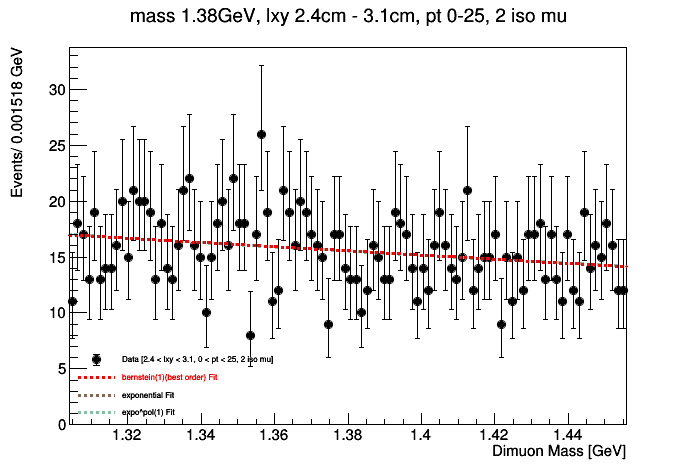 mass 1.38GeV, lxy 2.4cm - 3.1cm, pt 0-25, 2 iso mu
Events/ 0.001518 GeV
30
25
20
15
10
5
0
Data [2.4 < lxy < 3.1, 0 < pt < 25, 2 iso mu]
bernstein(1)(best order) Fit
exponential Fit
expo*pol(1) Fit
1.32 1.34 1.36 1.38 1.4 1.42 1.44
Dimuon Mass [GeV]